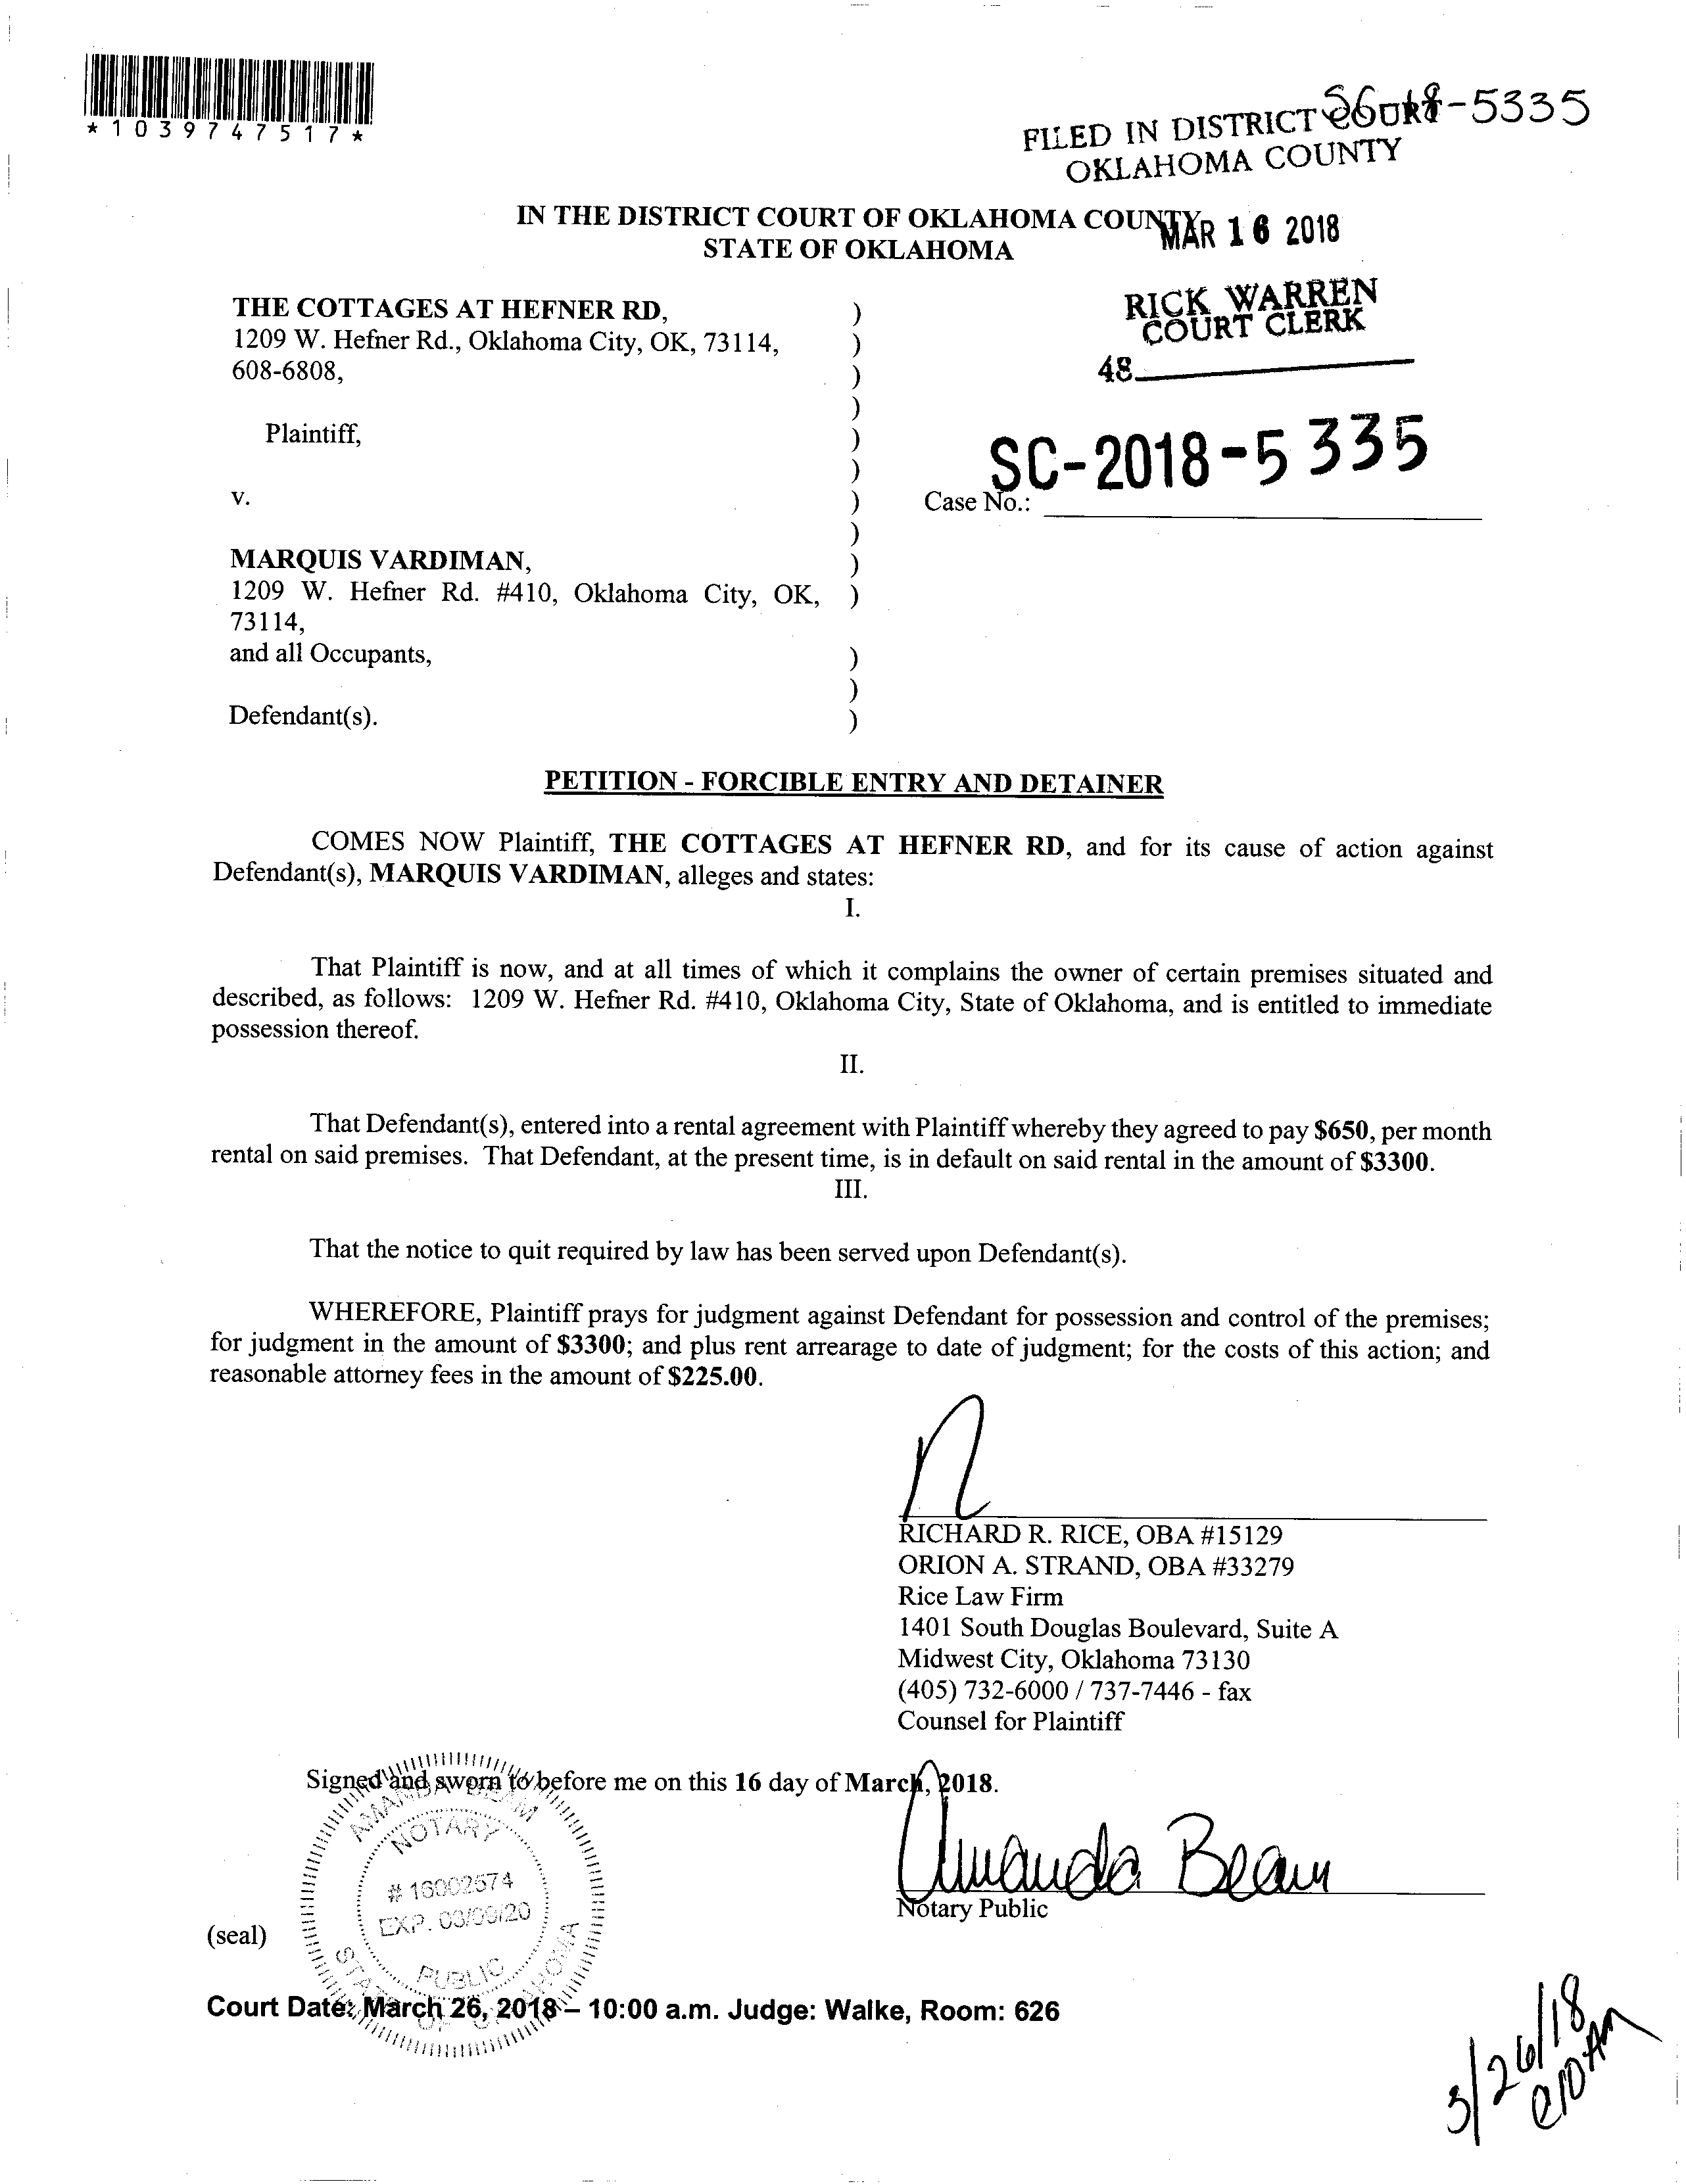 *1039747517*
SC-18-5335
FILED IN DISTRICT COURT
OKLAHOMA COUNTY
IN THE DISTRICT COURT OF OKLAHOMA COUNTY
STATE OF OKLAHOMA
MAR 16 2018
RICK WARREN
COURT CLERK
48
THE COTTAGES AT HEFNER RD, )
1209 W. Hefner Rd., Oklahoma City, OK, 73114, )
608-6808, )
)
Plaintiff, )
)
v. )
SC-2018-5335
Case No.:
)
MARQUIS VARDIMAN, )
1209 W. Hefner Rd. #410, Oklahoma City, OK, )
73114,
and all Occupants, )
)
Defendant(s). )
PETITION - FORCIBLE ENTRY AND DETAINER
COMES NOW Plaintiff, THE COTTAGES AT HEFNER RD, and for its cause of action against
Defendant(s), MARQUIS VARDIMAN, alleges and states:
I.
That Plaintiff is now, and at all times of which it complains the owner of certain premises situated and
described, as follows: 1209 W. Hefner Rd. #410, Oklahoma City, State of Oklahoma, and is entitled to immediate
possession thereof.
II.
That Defendant(s), entered into a rental agreement with Plaintiff whereby they agreed to pay $650, per month
rental on said premises. That Defendant, at the present time, is in default on said rental in the amount of $3300.
III.
That the notice to quit required by law has been served upon Defendant(s).
WHEREFORE, Plaintiff prays for judgment against Defendant for possession and control of the premises;
for judgment in the amount of $3300; and plus rent arrearage to date of judgment; for the costs of this action; and
reasonable attorney fees in the amount of $225.00.
RICHARD R. RICE, OBA #15129
ORION A. STRAND, OBA #33279
Rice Law Firm
1401 South Douglas Boulevard, Suite A
Midwest City, Oklahoma 73130
(405) 732-6000 / 737-7446 - fax
Counsel for Plaintiff
Signed and sworn to before me on this 16 day of March, 2018.
AMANDA BEAM
NOTARY
# 16002574
EXP. 03/09/20
PUBLIC
STATE OF OKLAHOMA
Amanda Beam
Notary Public
(seal)
Court Date: March 26, 2018 – 10:00 a.m. Judge: Walke, Room: 626
3/26/18
@10AM